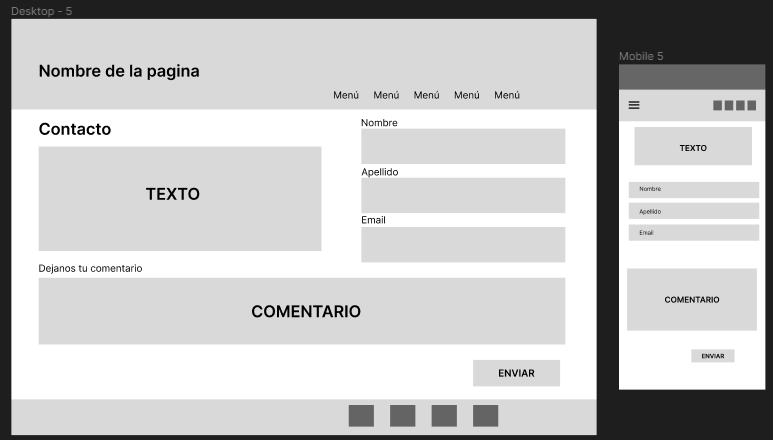 Desktop - 5
Nombre de la pagina
Menú Menú Menú Menú Menú
Contacto
TEXTO
Nombre
Apellido
Email
Dejanos tu comentario
COMENTARIO
ENVIAR
Mobile 5
TEXTO
Nombre
Apellido
Email
COMENTARIO
ENVIAR